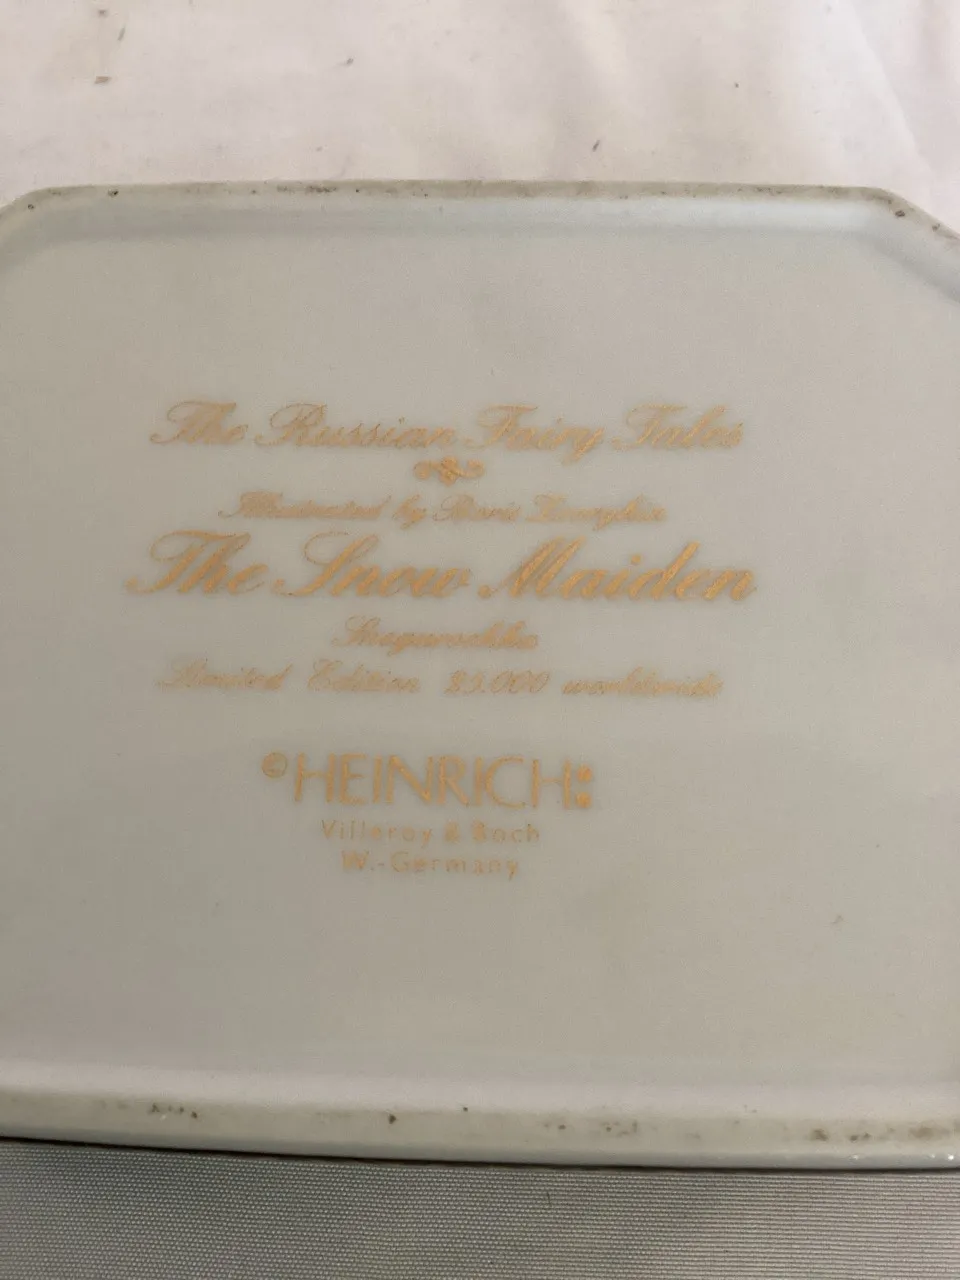 The Russian Fairy Tales
Illustrated by Boris Zvorykin
The Snow Maiden
Snegurochka
Limited Edition 25.000 worldwide
©HEINRICH:
Villeroy & Boch
W.-Germany